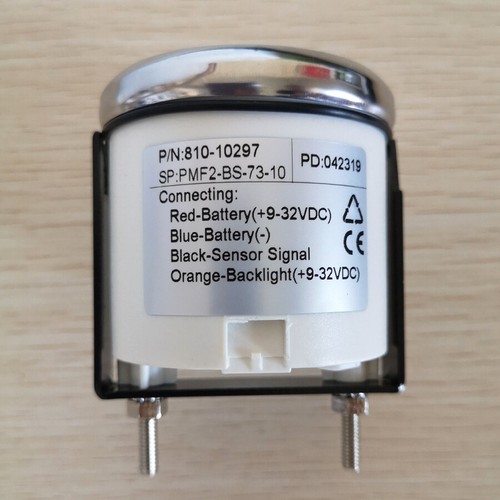 P/N:810-10297
PD:042319
SP:PMF2-BS-73-10
Connecting:
Red-Battery(+9-32VDC)
Blue-Battery(-)
Black-Sensor Signal
Orange-Backlight(+9-32VDC)
CE